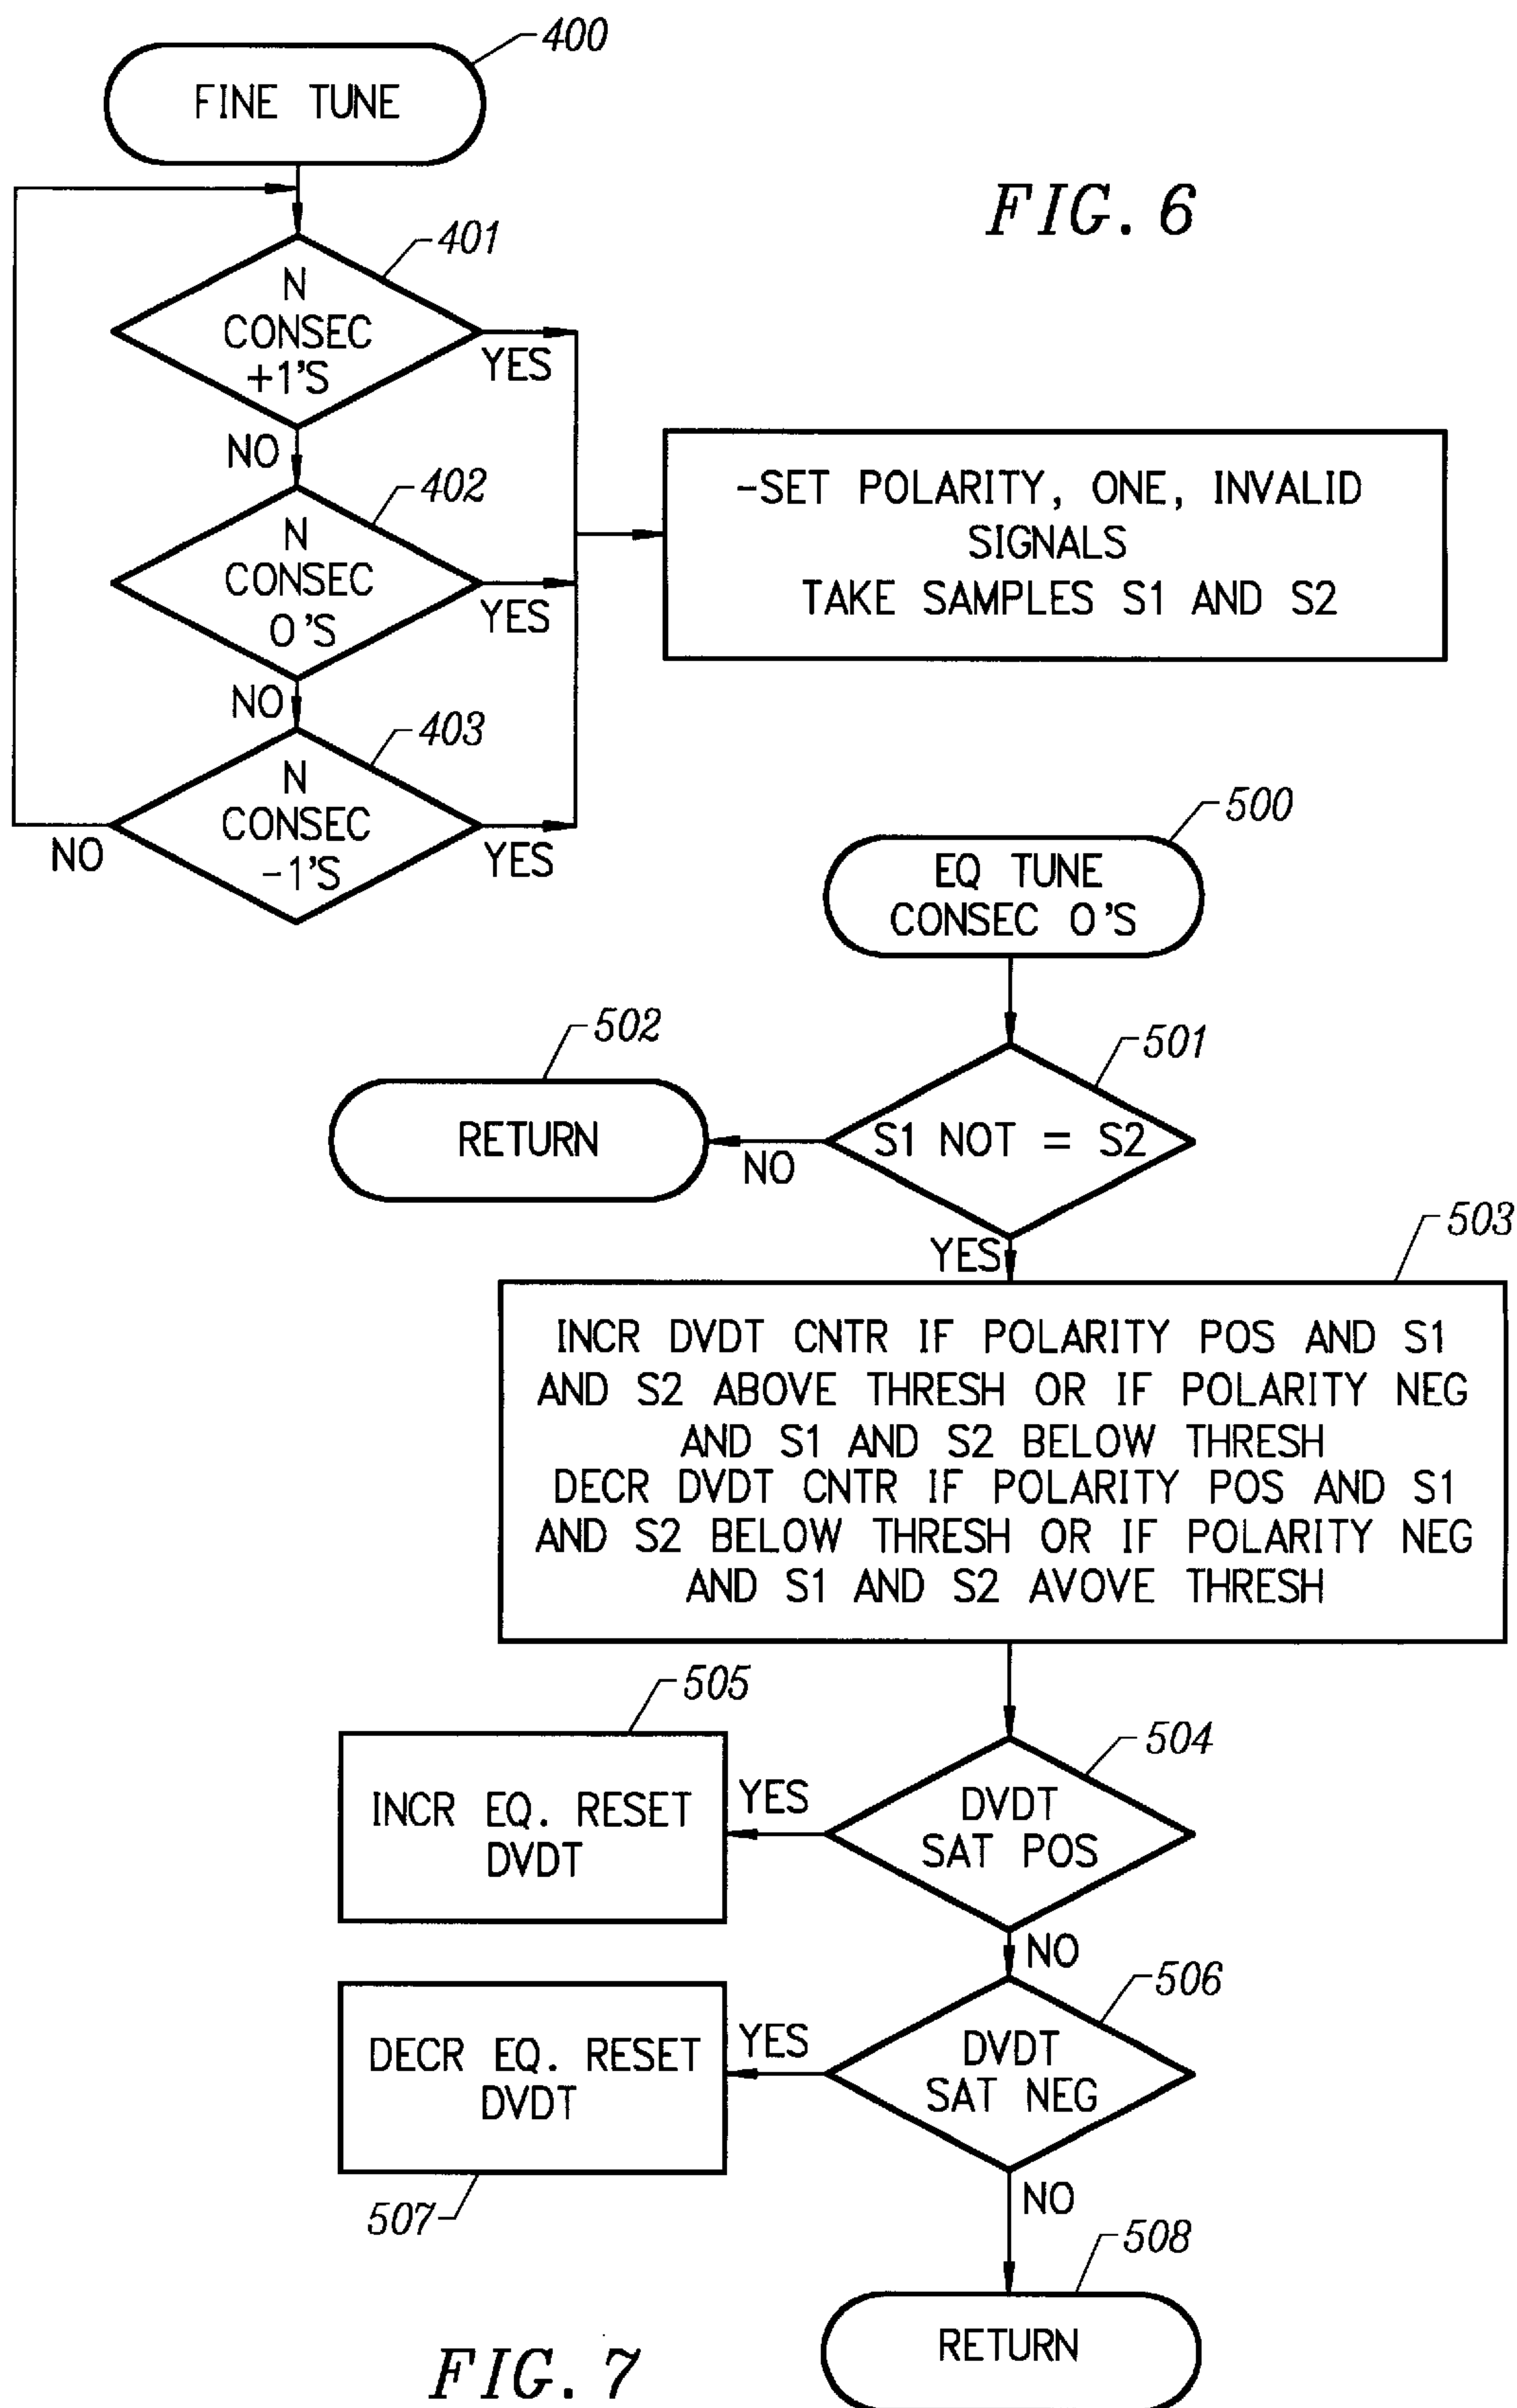 400
FINE TUNE
FIG. 6
401
N
CONSEC
+1'S
YES
NO
402
N
CONSEC
0'S
YES
NO
403
N
CONSEC
-1'S
YES
NO
-SET POLARITY, ONE, INVALID
SIGNALS
TAKE SAMPLES S1 AND S2
500
EQ TUNE
CONSEC 0'S
501
S1 NOT = S2
NO
502
RETURN
YES
503
INCR DVDT CNTR IF POLARITY POS AND S1
AND S2 ABOVE THRESH OR IF POLARITY NEG
AND S1 AND S2 BELOW THRESH
DECR DVDT CNTR IF POLARITY POS AND S1
AND S2 BELOW THRESH OR IF POLARITY NEG
AND S1 AND S2 AVOVE THRESH
504
DVDT
SAT POS
YES
505
INCR EQ. RESET
DVDT
NO
506
DVDT
SAT NEG
YES
DECR EQ. RESET
DVDT
507
NO
508
RETURN
FIG. 7